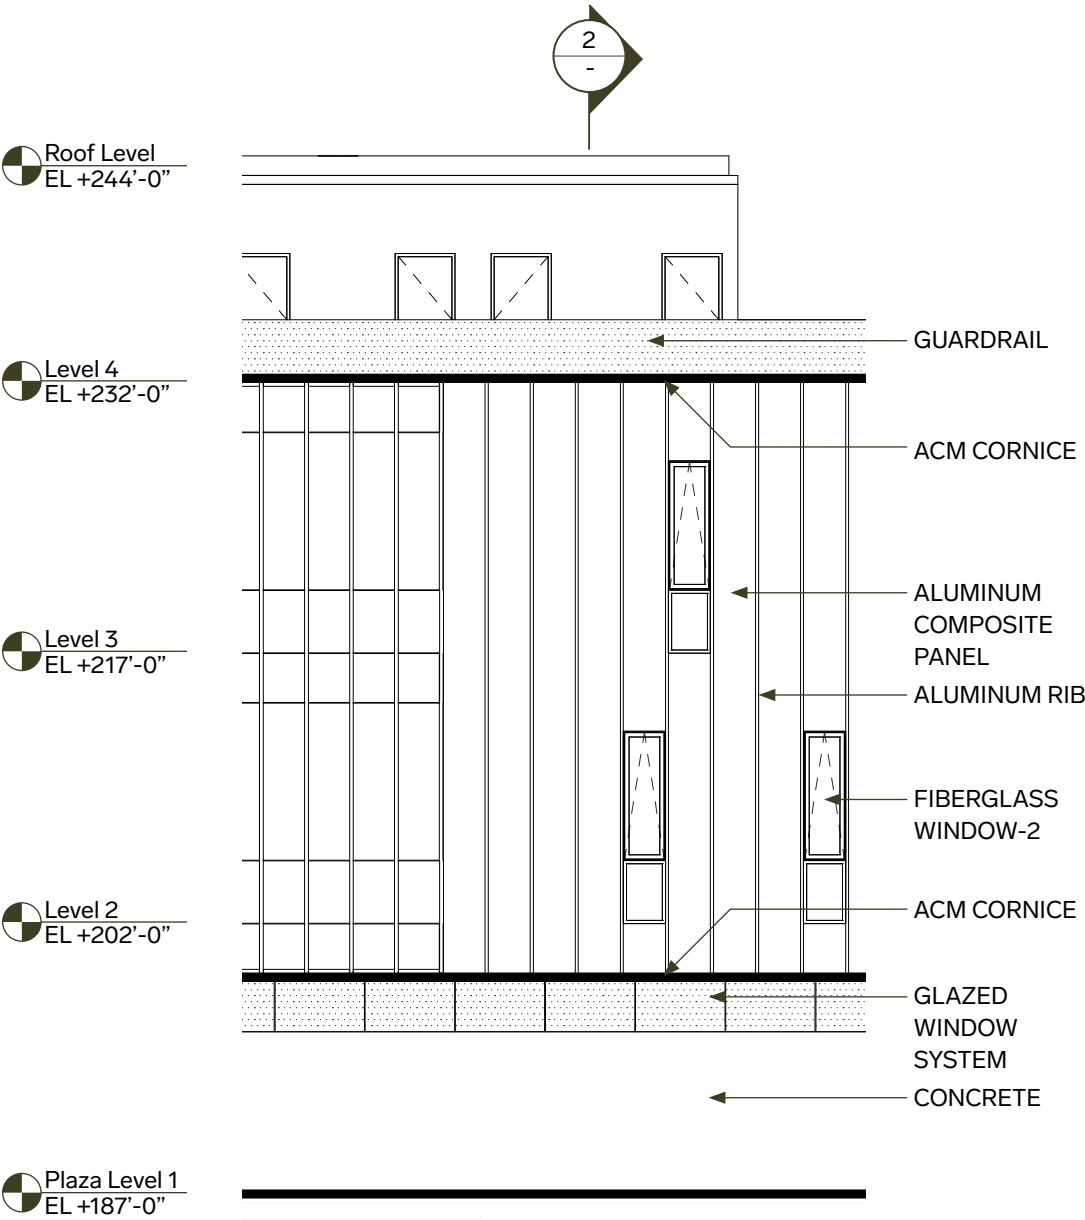 2
-
Roof Level
EL +244’-0”
GUARDRAIL
Level 4
EL +232’-0”
ACM CORNICE
ALUMINUM
COMPOSITE
PANEL
Level 3
EL +217’-0”
ALUMINUM RIB
FIBERGLASS
WINDOW-2
Level 2
EL +202’-0”
ACM CORNICE
GLAZED
WINDOW
SYSTEM
CONCRETE
Plaza Level 1
EL +187’-0”